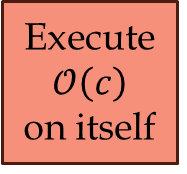 Execute
𝒪(c)
on itself